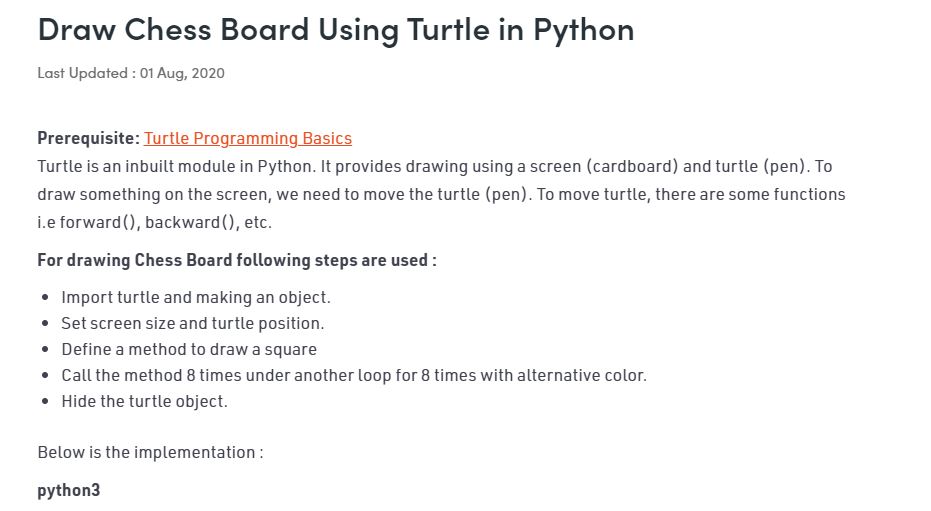 Draw Chess Board Using Turtle in Python
Last Updated : 01 Aug, 2020
Prerequisite: Turtle Programming Basics
Turtle is an inbuilt module in Python. It provides drawing using a screen (cardboard) and turtle (pen). To
draw something on the screen, we need to move the turtle (pen). To move turtle, there are some functions
i.e forward(), backward(), etc.
For drawing Chess Board following steps are used :
• Import turtle and making an object.
• Set screen size and turtle position.
• Define a method to draw a square
• Call the method 8 times under another loop for 8 times with alternative color.
• Hide the turtle object.
Below is the implementation :
python3